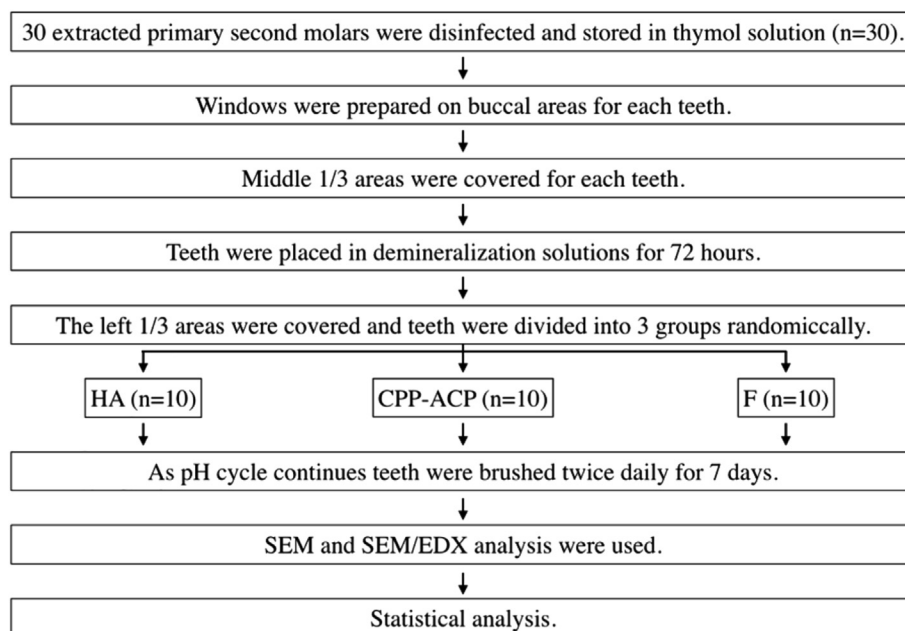 30 extracted primary second molars were disinfected and stored in thymol solution (n=30).
Windows were prepared on buccal areas for each teeth.
Middle 1/3 areas were covered for each teeth.
Teeth were placed in demineralization solutions for 72 hours.
The left 1/3 areas were covered and teeth were divided into 3 groups randomiccally.
HA (n=10)
CPP-ACP (n=10)
F (n=10)
As pH cycle continues teeth were brushed twice daily for 7 days.
SEM and SEM/EDX analysis were used.
Statistical analysis.